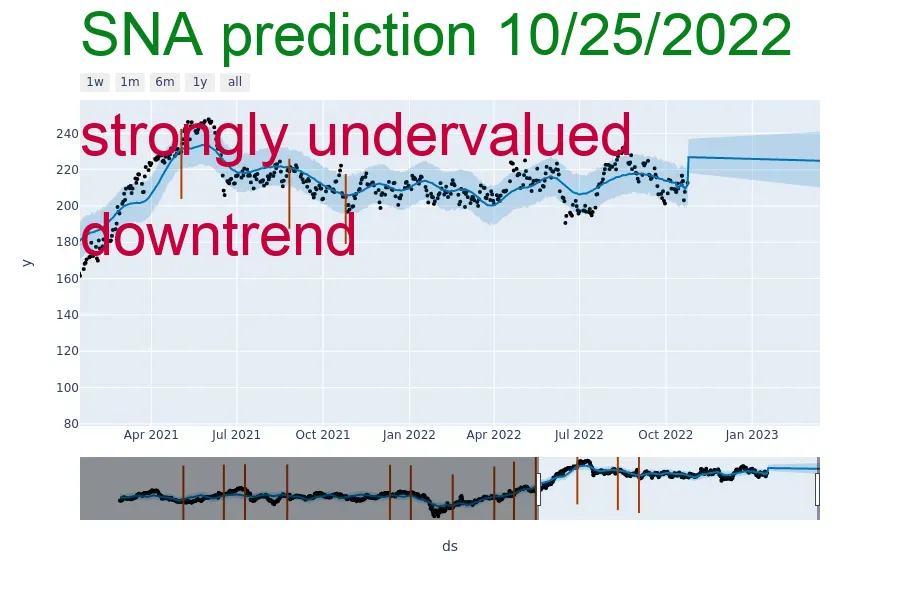 SNA prediction 10/25/2022
1w 1m 6m 1y all
strongly undervalued
downtrend
240
220
200
180
160
140
120
100
80
y
Apr 2021 Jul 2021 Oct 2021 Jan 2022 Apr 2022 Jul 2022 Oct 2022 Jan 2023
ds